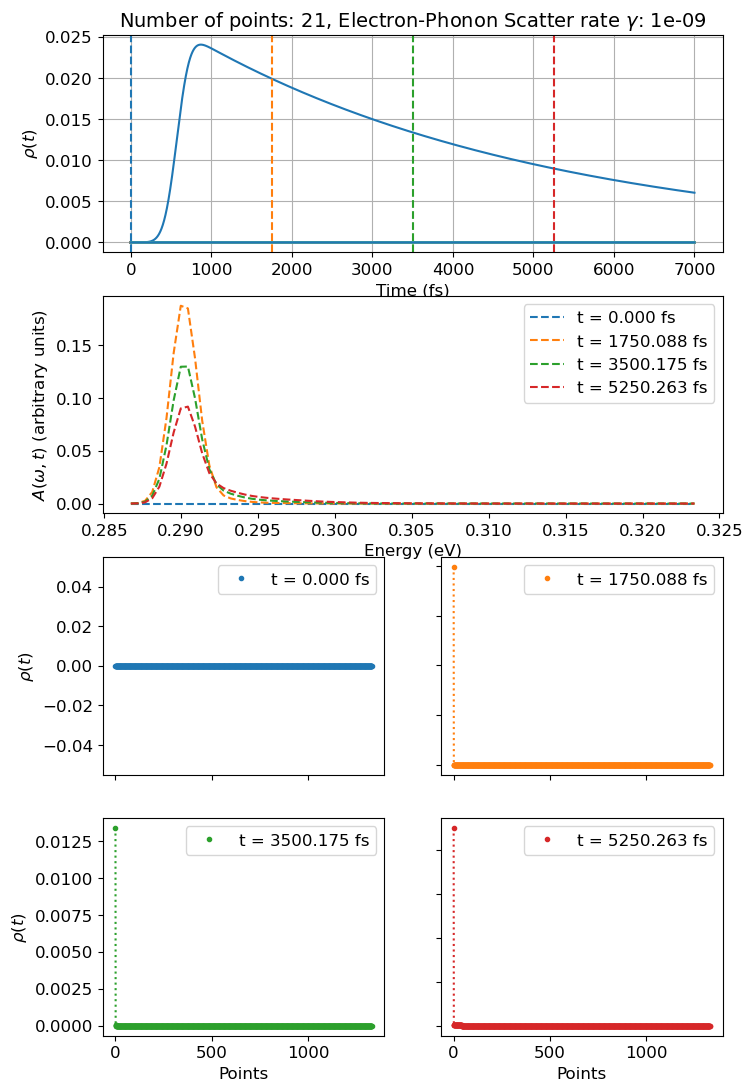 Number of points: 21, Electron-Phonon Scatter rate γ: 1e-09
0.025
0.020
0.015
0.010
0.005
0.000
ρ(t)
0 1000 2000 3000 4000 5000 6000 7000
Time (fs)
0.15
0.10
0.05
0.00
A(ω, t) (arbitrary units)
t = 0.000 fs
t = 1750.088 fs
t = 3500.175 fs
t = 5250.263 fs
0.285 0.290 0.295 0.300 0.305 0.310 0.315 0.320 0.325
Energy (eV)
0.04
0.02
0.00
−0.02
−0.04
ρ(t)
t = 0.000 fs
t = 1750.088 fs
0.0125
0.0100
0.0075
0.0050
0.0025
0.0000
ρ(t)
t = 3500.175 fs
0 500 1000
Points
t = 5250.263 fs
0 500 1000
Points